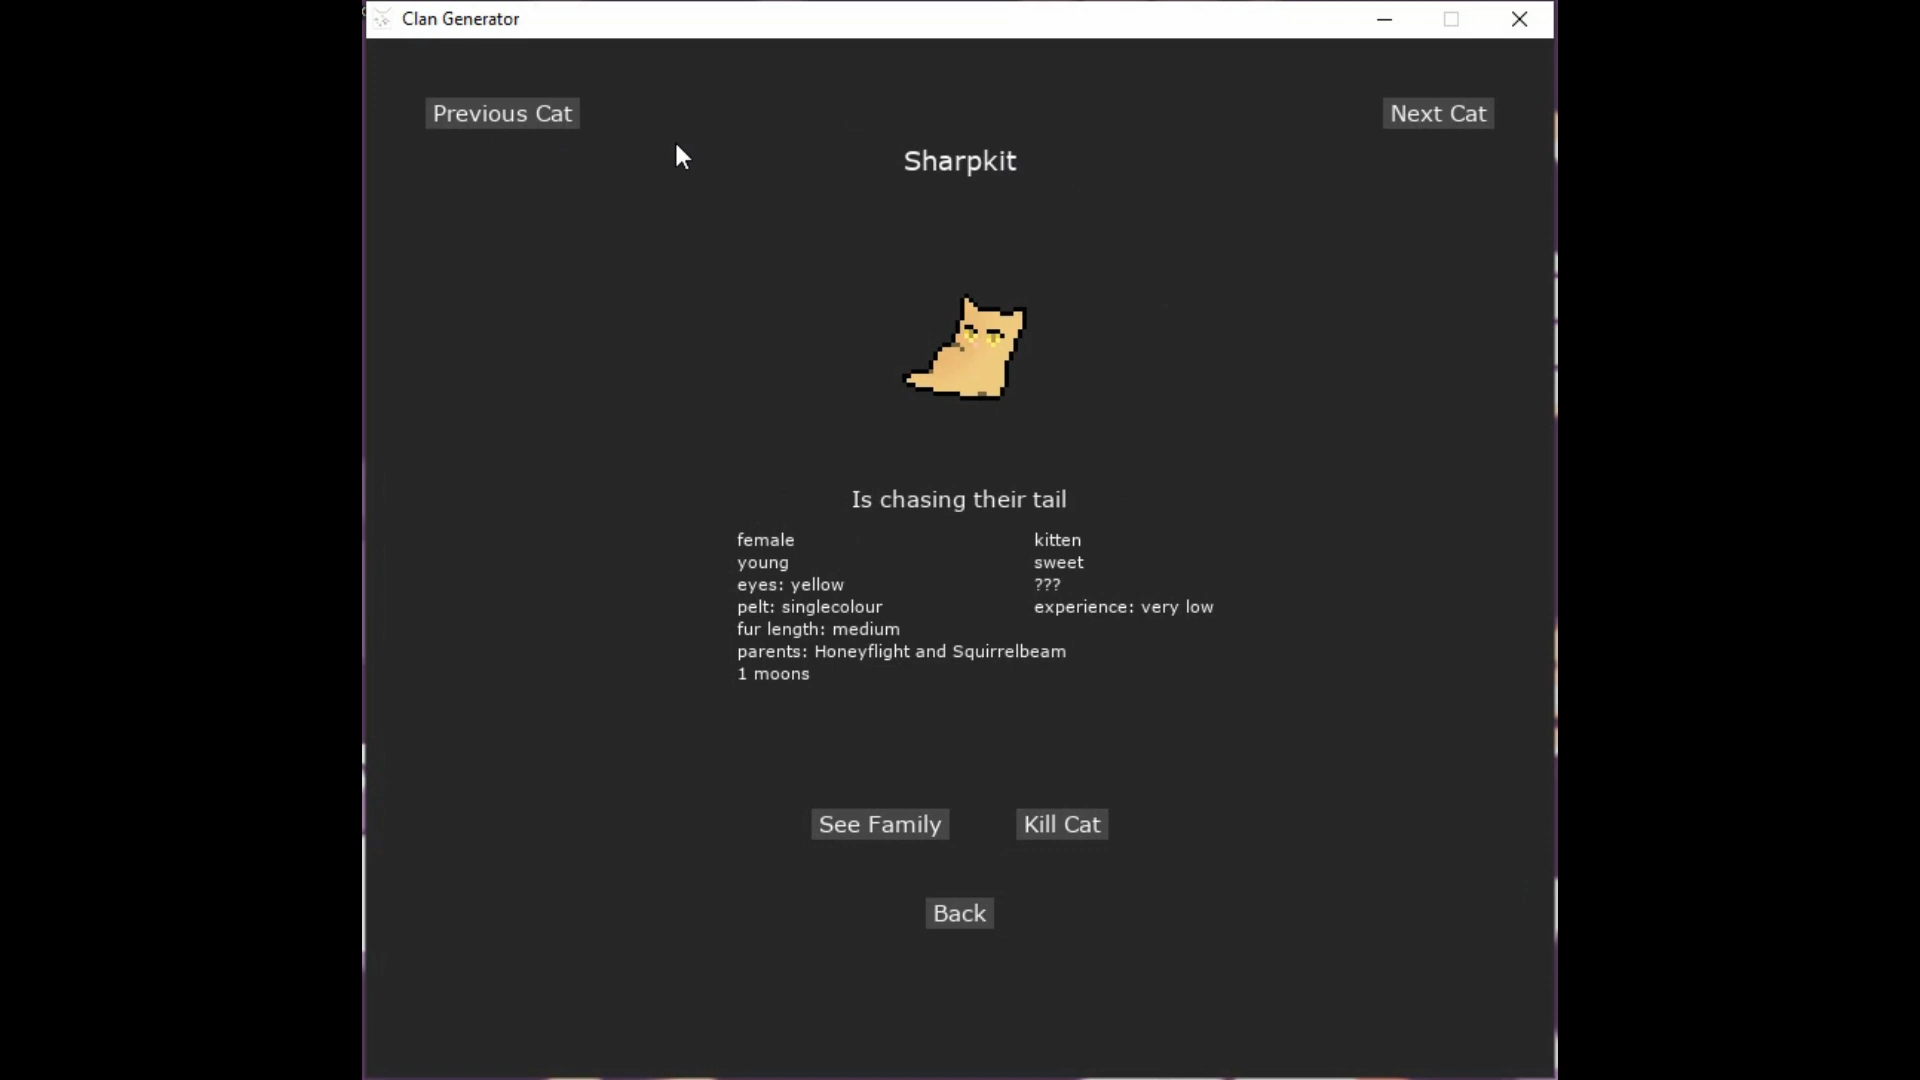 Clan Generator
Previous Cat
Next Cat
Sharpkit
Is chasing their tail
female
kitten
young
sweet
eyes: yellow
???
pelt: singlecolour
experience: very low
fur length: medium
parents: Honeyflight and Squirrelbeam
1 moons
See Family
Kill Cat
Back